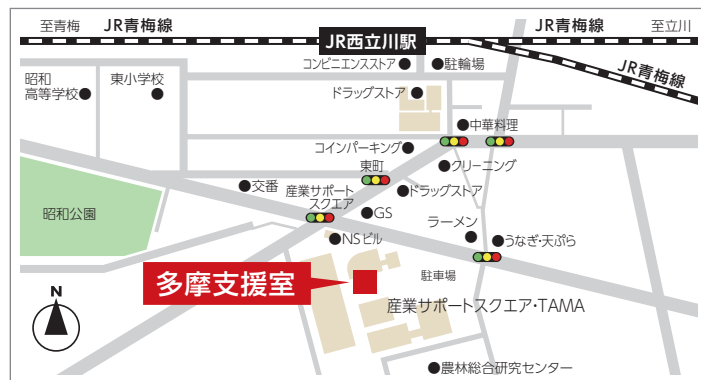 至青梅
JR青梅線
JR青梅線
至立川
JR西立川駅
JR青梅線
コンビニエンスストア
駐輪場
昭和
高等学校
東小学校
ドラッグストア
中華料理
コインパーキング
東町
クリーニング
交番
産業サポート
スクエア
ドラッグストア
昭和公園
GS
ラーメン
NSビル
うなぎ・天ぷら
多摩支援室
駐車場
産業サポートスクエア・TAMA
N
農林総合研究センター